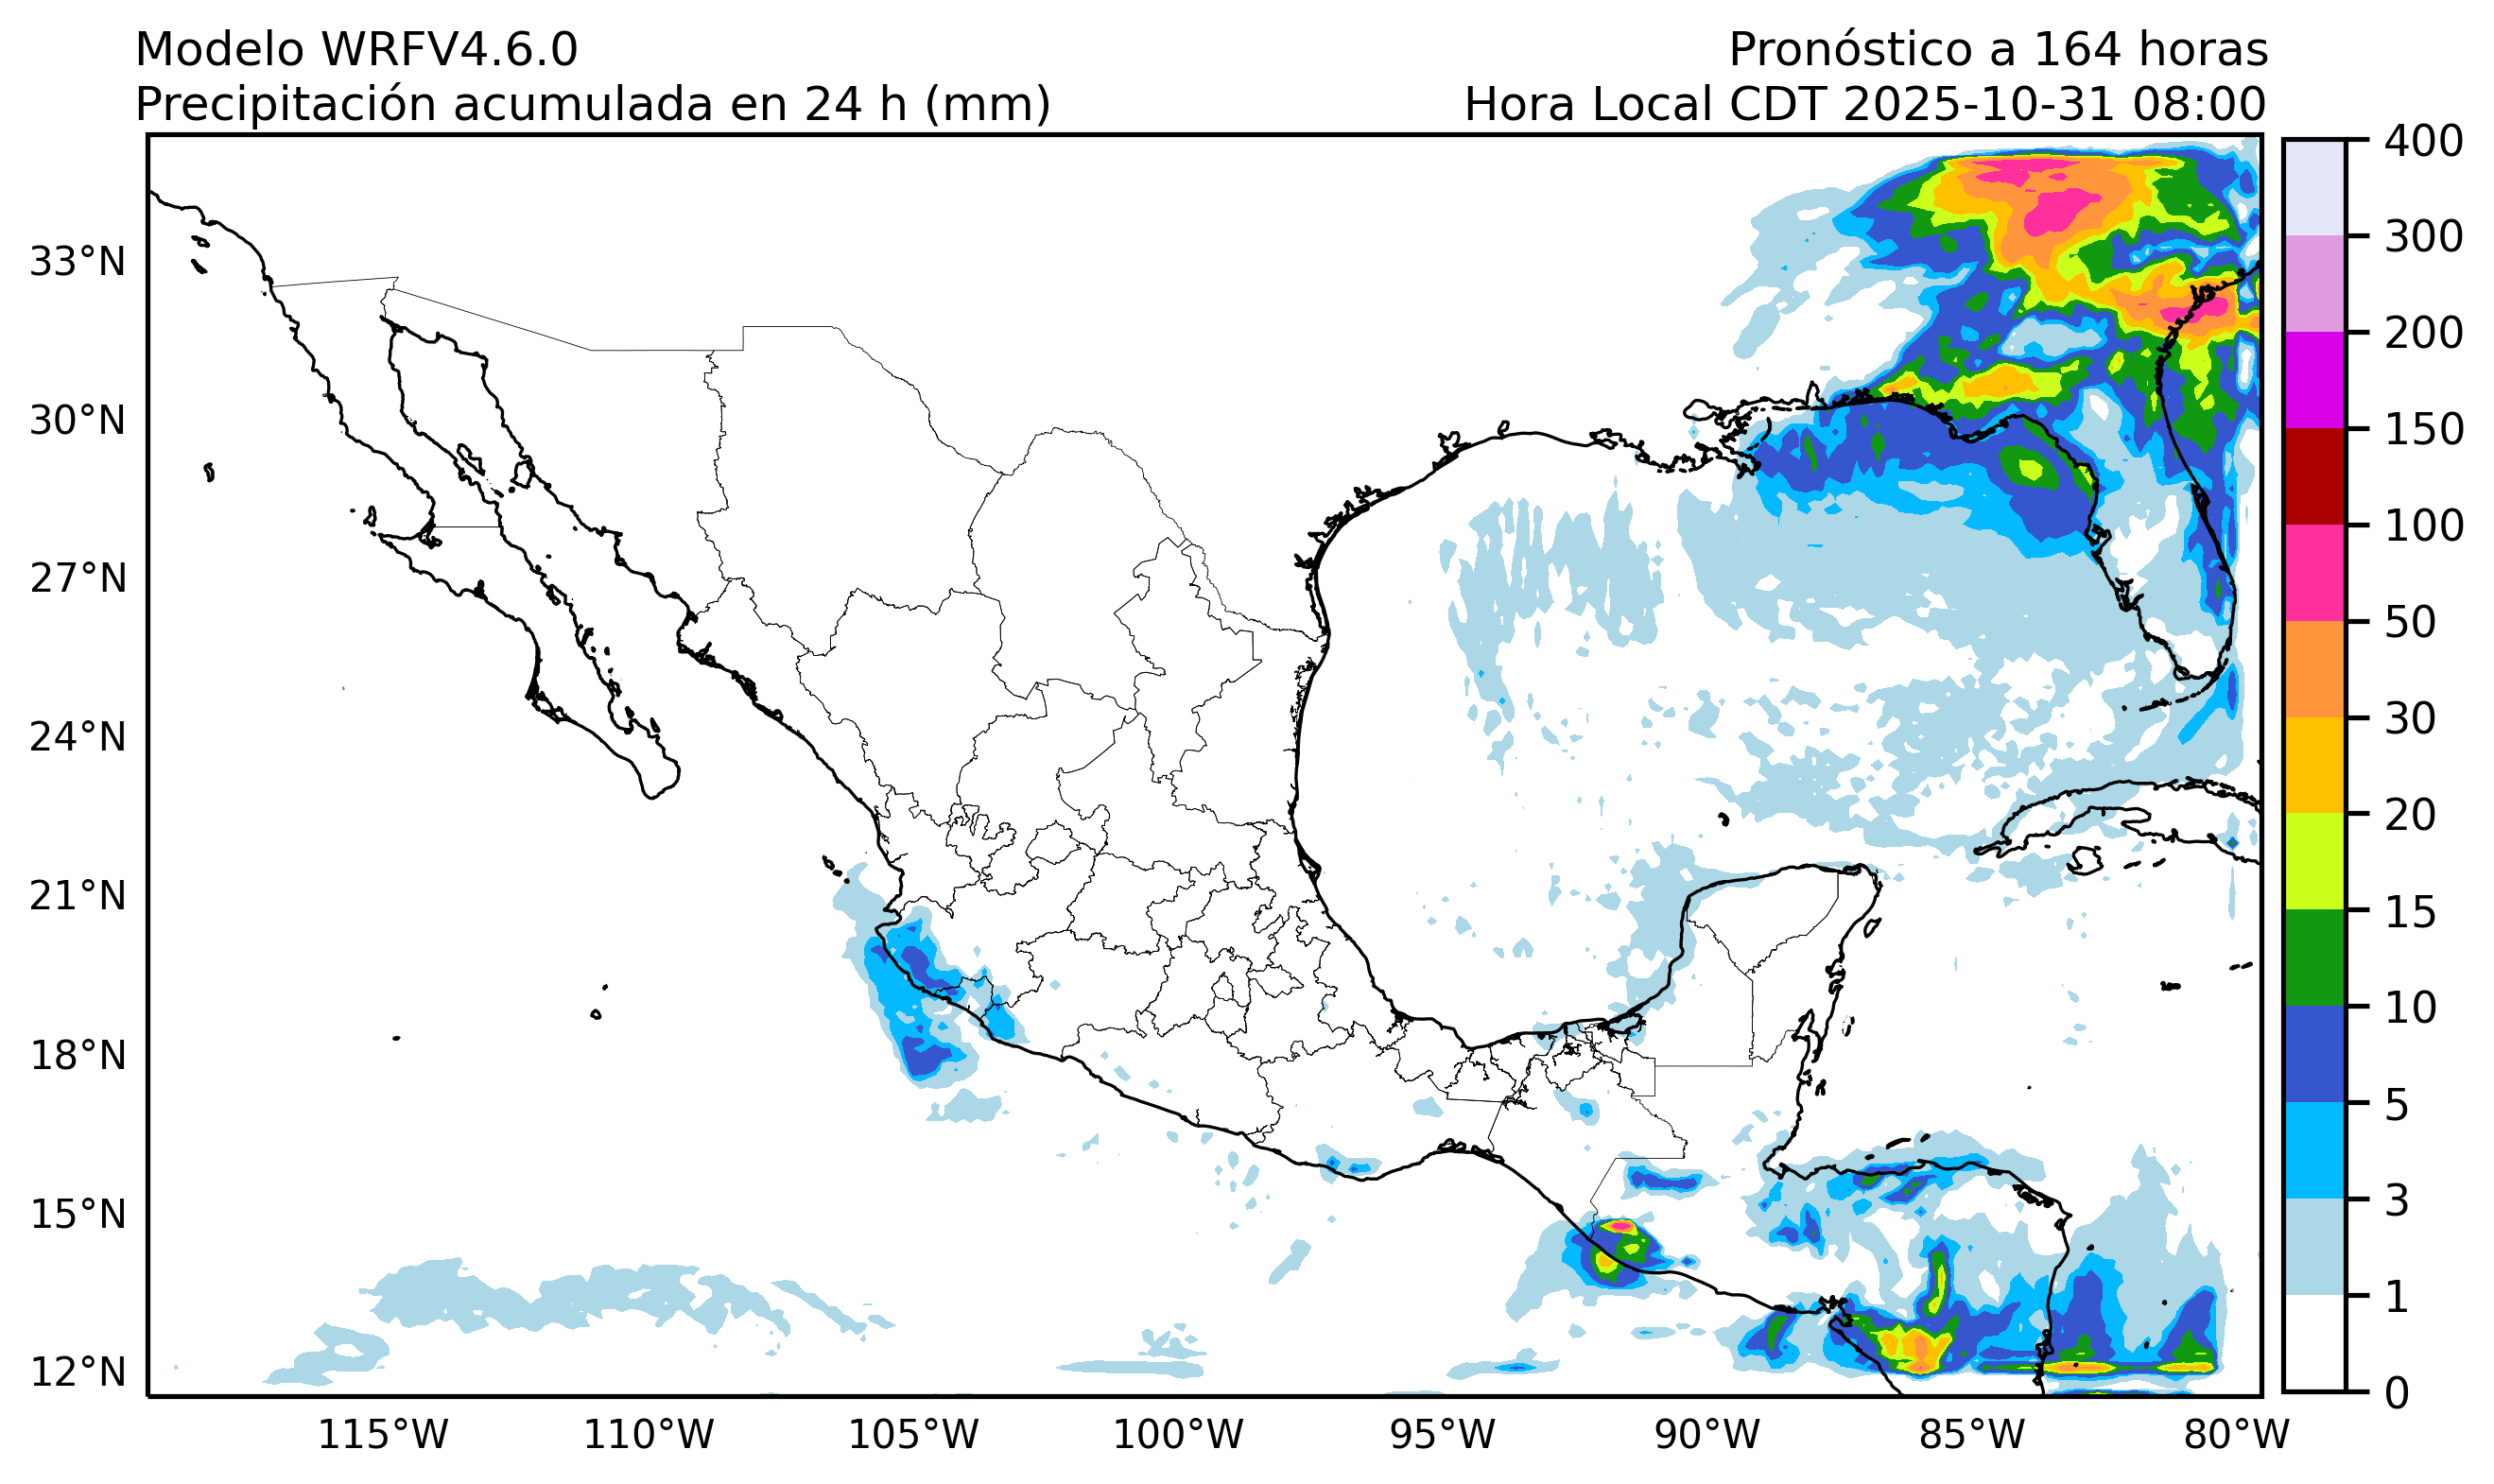 Modelo WRFV4.6.0
Pronóstico a 164 horas
Precipitación acumulada en 24 h (mm)
Hora Local CDT 2025-10-31 08:00
400
300
200
150
100
50
30
20
15
10
5
3
1
0
33°N
30°N
27°N
24°N
21°N
18°N
15°N
12°N
115°W
110°W
105°W
100°W
95°W
90°W
85°W
80°W